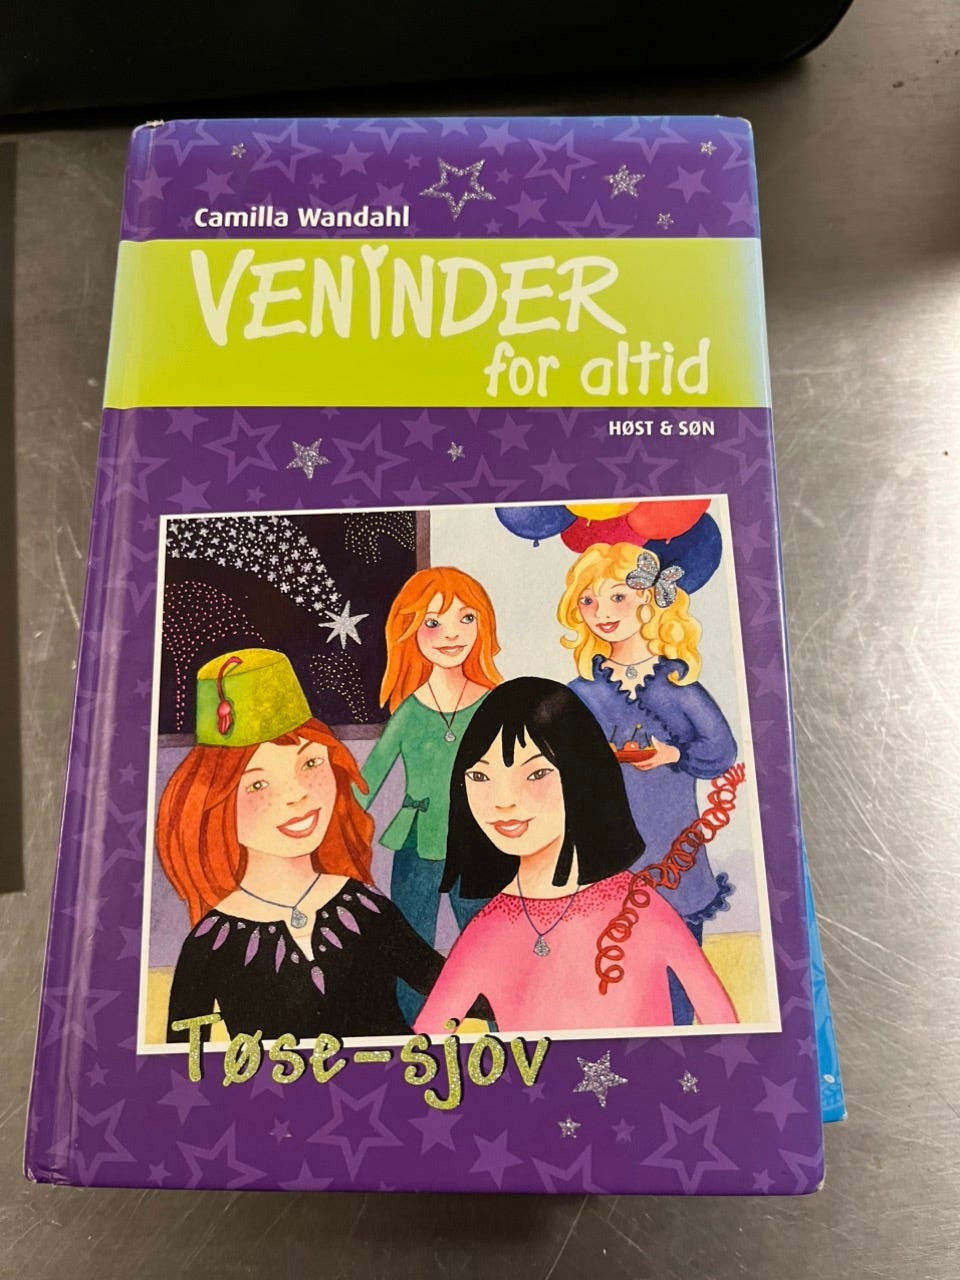 Camilla Wandahl
VENINDER
for altid
HØST & SØN
Tøse-sjov